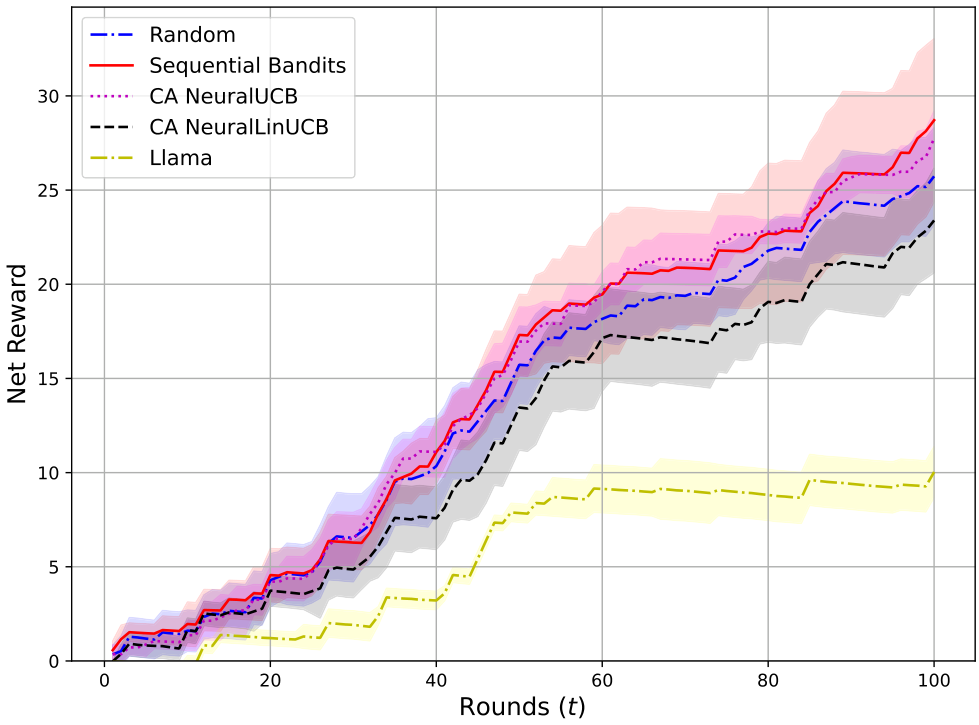 Random
Sequential Bandits
CA NeuralUCB
CA NeuralLinUCB
Llama
Net Reward
30
25
20
15
10
5
0
0 20 40 60 80 100
Rounds (t)